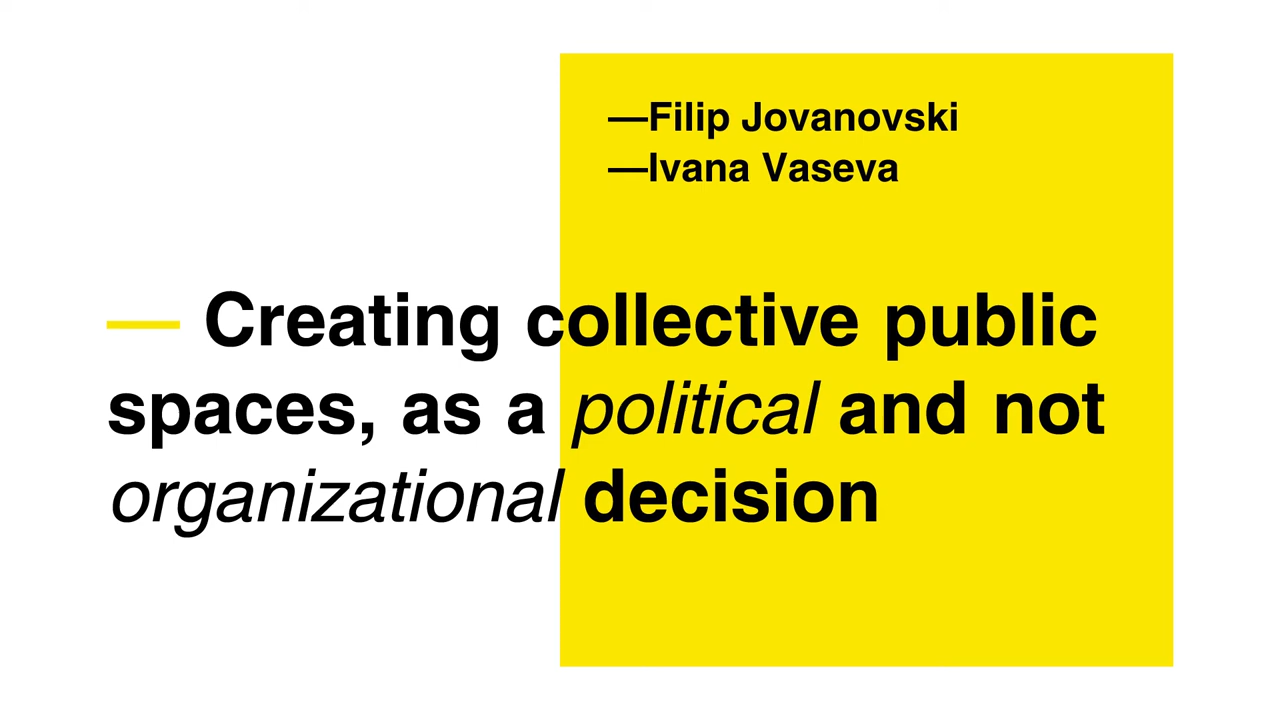 —Filip Jovanovski
—Ivana Vaseva
— Creating collective public
spaces, as a political and not
organizational decision